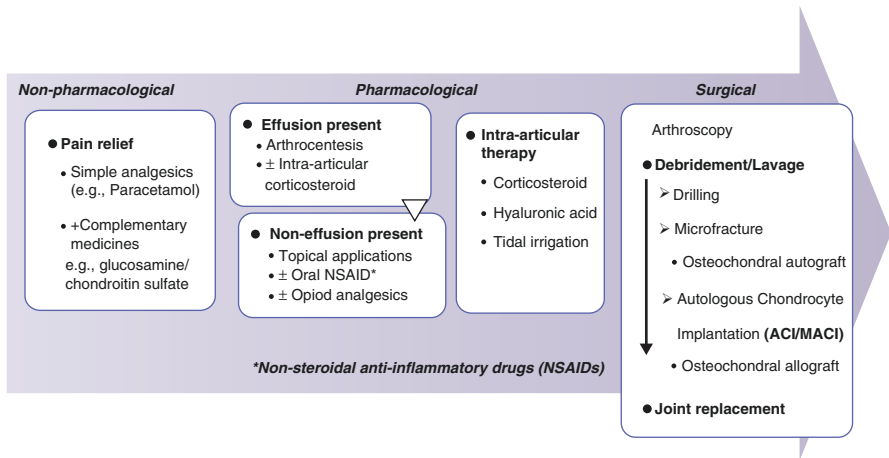 Non-pharmacological
Pharmacological
Surgical
● Pain relief
• Simple analgesics
(e.g., Paracetamol)
• +Complementary
medicines
e.g., glucosamine/
chondroitin sulfate
● Effusion present
• Arthrocentesis
• ± Intra-articular
corticosteroid
● Non-effusion present
• Topical applications
• ± Oral NSAID*
• ± Opiod analgesics
● Intra-articular
therapy
• Corticosteroid
• Hyaluronic acid
• Tidal irrigation
Arthroscopy
● Debridement/Lavage
➢ Drilling
➢ Microfracture
• Osteochondral autograft
➢ Autologous Chondrocyte
Implantation (ACI/MACI)
• Osteochondral allograft
● Joint replacement
*Non-steroidal anti-inflammatory drugs (NSAIDs)